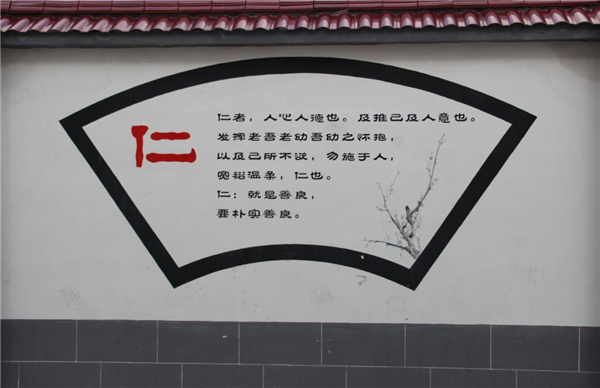 仁
仁者，人心人德也。及推己及人意也。
发挥老吾老幼吾幼之怀抱，
以及己所不欲，勿施于人，
宽裕温柔，仁也。
仁：就是善良，
要朴实善良。